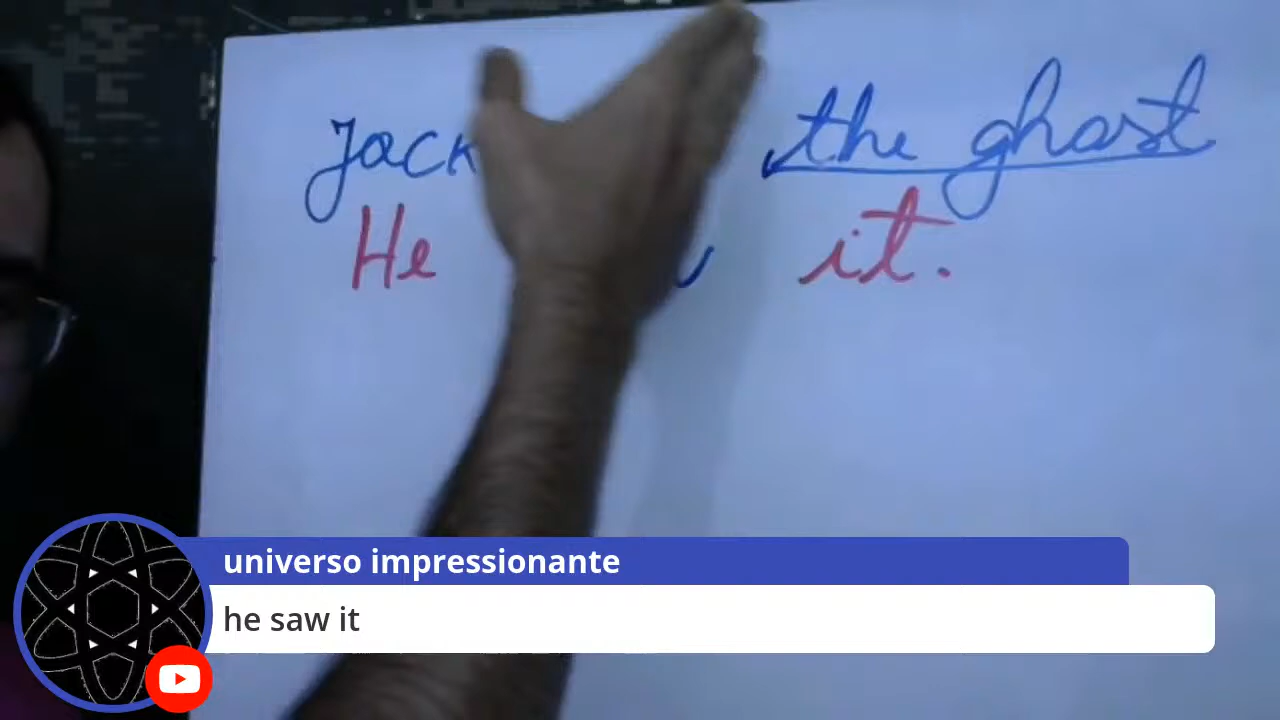 Jack the ghost
He it.
universo impressionante
he saw it